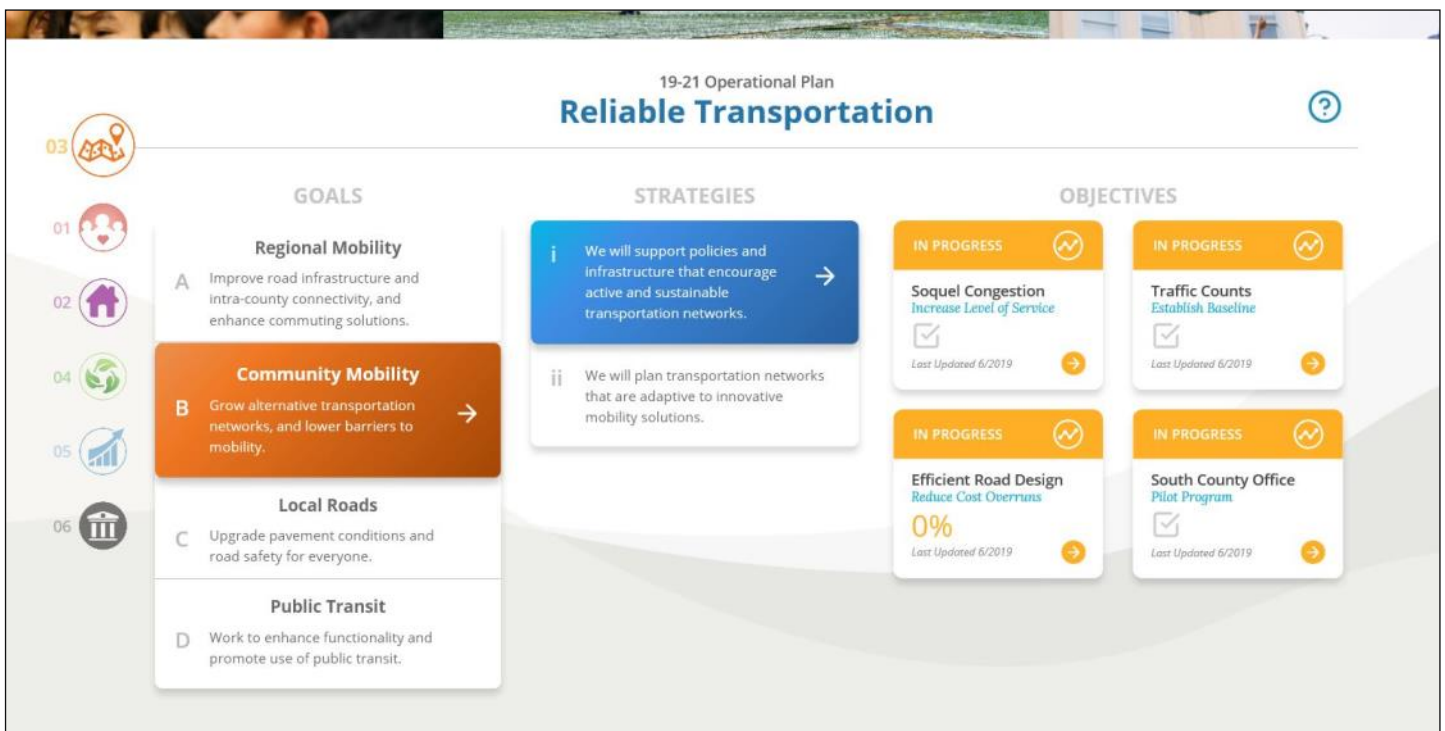 19-21 Operational Plan
Reliable Transportation
?
03
01
02
04
05
06
GOALS
Regional Mobility
A
Improve road infrastructure and
intra-county connectivity, and
enhance commuting solutions.
Community Mobility
B
Grow alternative transportation
networks, and lower barriers to
mobility.
Local Roads
C
Upgrade pavement conditions and
road safety for everyone.
Public Transit
D
Work to enhance functionality and
promote use of public transit.
STRATEGIES
i
We will support policies and
infrastructure that encourage
active and sustainable
transportation networks.
ii
We will plan transportation networks
that are adaptive to innovative
mobility solutions.
OBJECTIVES
IN PROGRESS
Soquel Congestion
Increase Level of Service
Last Updated 6/2019
IN PROGRESS
Traffic Counts
Establish Baseline
Last Updated 6/2019
IN PROGRESS
Efficient Road Design
Reduce Cost Overruns
0%
Last Updated 6/2019
IN PROGRESS
South County Office
Pilot Program
Last Updated 6/2019